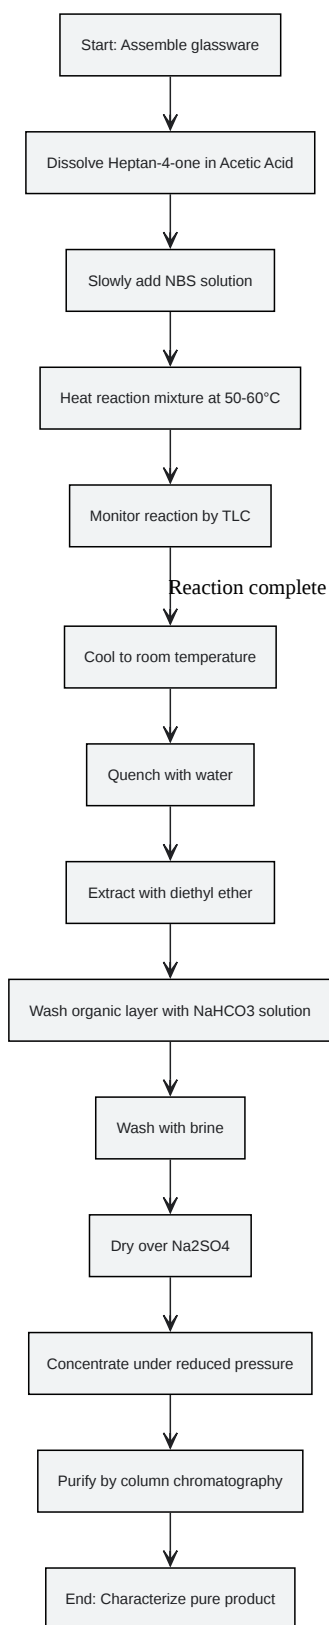 Start: Assemble glassware
Dissolve Heptan-4-one in Acetic Acid
Slowly add NBS solution
Heat reaction mixture at 50-60°C
Monitor reaction by TLC
Reaction complete
Cool to room temperature
Quench with water
Extract with diethyl ether
Wash organic layer with NaHCO3 solution
Wash with brine
Dry over Na2SO4
Concentrate under reduced pressure
Purify by column chromatography
End: Characterize pure product